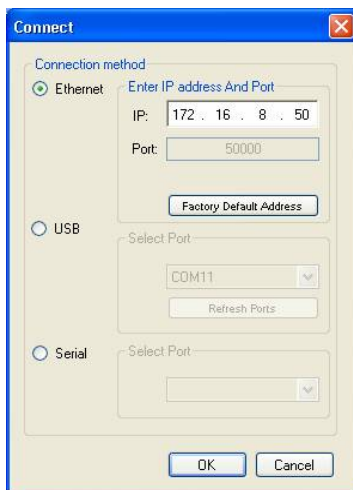 Connect
Connection method
Ethernet
Enter IP address And Port
IP: 172 . 16 . 8 . 50
Port: 50000
Factory Default Address
USB
Select Port
COM11
Refresh Ports
Serial
Select Port
OK Cancel